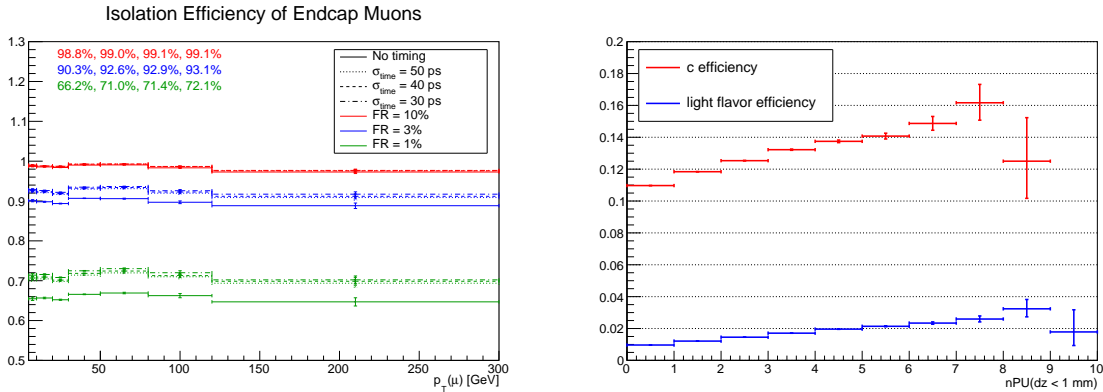 Isolation Efficiency of Endcap Muons
1.3
1.2
1.1
1
0.9
0.8
0.7
0.6
0.5
98.8%, 99.0%, 99.1%, 99.1%
90.3%, 92.6%, 92.9%, 93.1%
66.2%, 71.0%, 71.4%, 72.1%
No timing
σtime = 50 ps
σtime = 40 ps
σtime = 30 ps
FR = 10%
FR = 3%
FR = 1%
50 100 150 200 250 300
pT(μ) [GeV]
0.2
0.18
0.16
0.14
0.12
0.1
0.08
0.06
0.04
0.02
0
c efficiency
light flavor efficiency
0 1 2 3 4 5 6 7 8 9 10
nPU(dz < 1 mm)